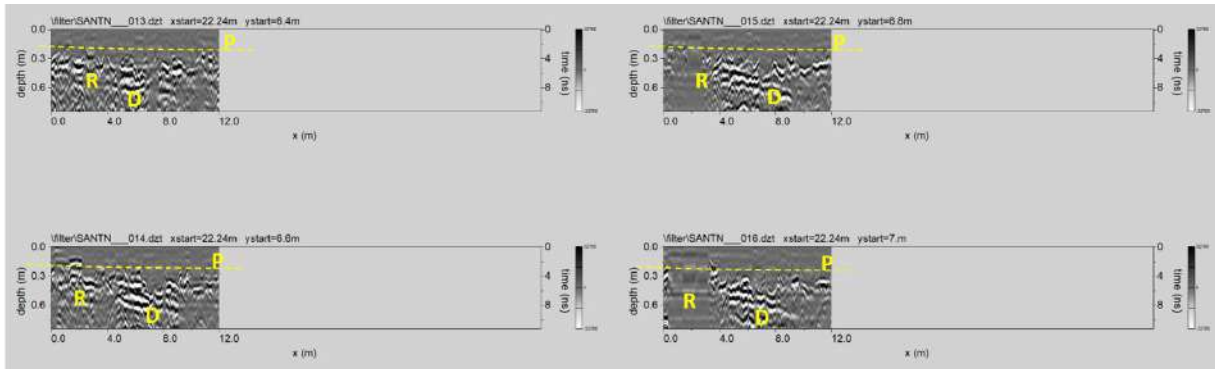 \filter\SANTN___013.dzt xstart=22.24m ystart=6.4m
0.0
0.3
0.6
depth (m)
P
R
D
0
4
8
time (ns)
0.0 4.0 8.0 12.0
x (m)
\filter\SANTN___015.dzt xstart=22.24m ystart=6.8m
0.0
0.3
0.6
depth (m)
P
R
D
0
4
8
time (ns)
0.0 4.0 8.0 12.0
x (m)
\filter\SANTN___014.dzt xstart=22.24m ystart=6.6m
0.0
0.3
0.6
depth (m)
P
R
D
0
4
8
time (ns)
0.0 4.0 8.0 12.0
x (m)
\filter\SANTN___016.dzt xstart=22.24m ystart=7.m
0.0
0.3
0.6
depth (m)
P
R
D
0
4
8
time (ns)
0.0 4.0 8.0 12.0
x (m)